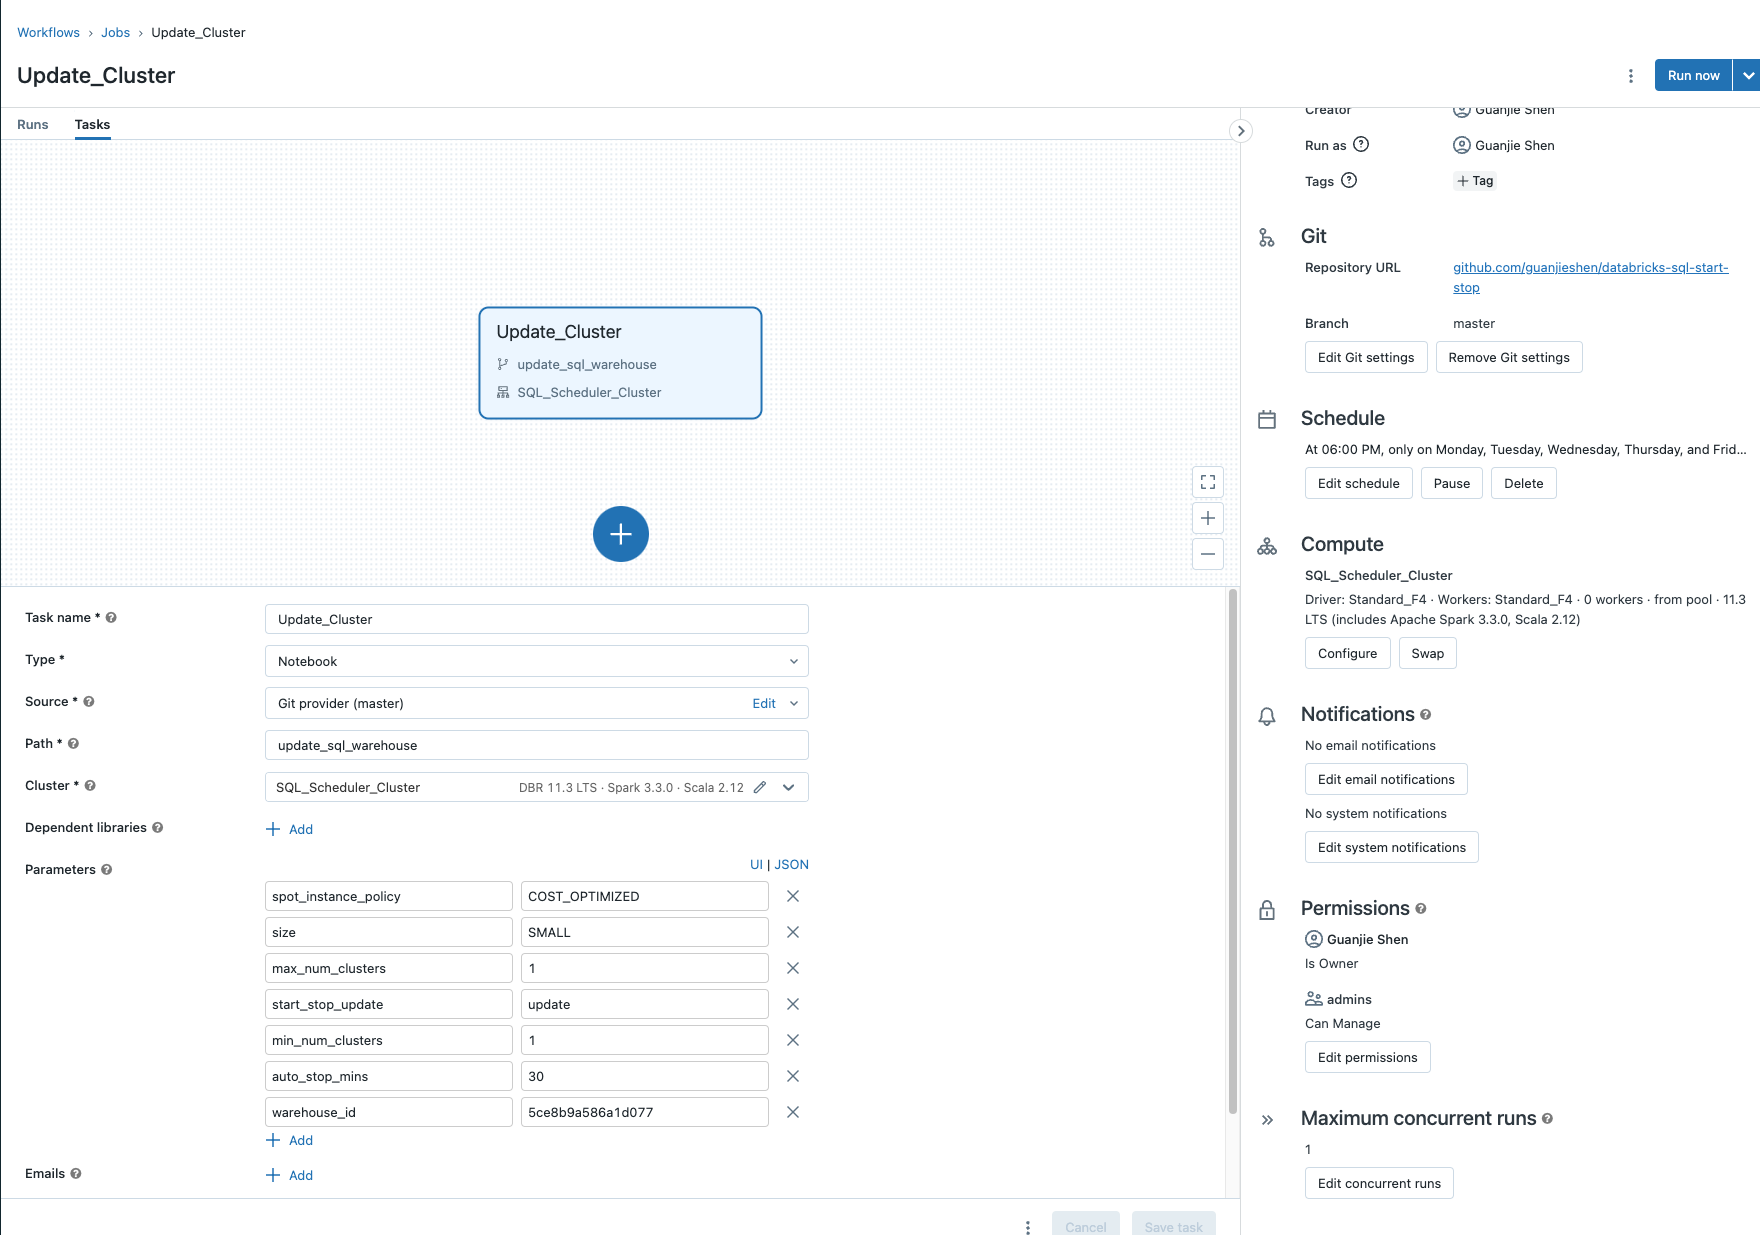 Workflows › Jobs › Update_Cluster
Update_Cluster
Run now
Runs
Tasks
Update_Cluster
update_sql_warehouse
SQL_Scheduler_Cluster
Task name *
Update_Cluster
Type *
Notebook
Source *
Git provider (master)
Edit
Path *
update_sql_warehouse
Cluster *
SQL_Scheduler_Cluster
DBR 11.3 LTS · Spark 3.3.0 · Scala 2.12
Dependent libraries
Add
Parameters
UI | JSON
spot_instance_policy
COST_OPTIMIZED
size
SMALL
max_num_clusters
1
start_stop_update
update
min_num_clusters
1
auto_stop_mins
30
warehouse_id
5ce8b9a586a1d077
Add
Emails
Add
Cancel
Save task
Creator
Guanjie Shen
Run as
Guanjie Shen
Tags
+ Tag
Git
Repository URL
github.com/guanjieshen/databricks-sql-start-
stop
Branch
master
Edit Git settings
Remove Git settings
Schedule
At 06:00 PM, only on Monday, Tuesday, Wednesday, Thursday, and Frid...
Edit schedule
Pause
Delete
Compute
SQL_Scheduler_Cluster
Driver: Standard_F4 · Workers: Standard_F4 · 0 workers · from pool · 11.3
LTS (includes Apache Spark 3.3.0, Scala 2.12)
Configure
Swap
Notifications
No email notifications
Edit email notifications
No system notifications
Edit system notifications
Permissions
Guanjie Shen
Is Owner
admins
Can Manage
Edit permissions
Maximum concurrent runs
1
Edit concurrent runs